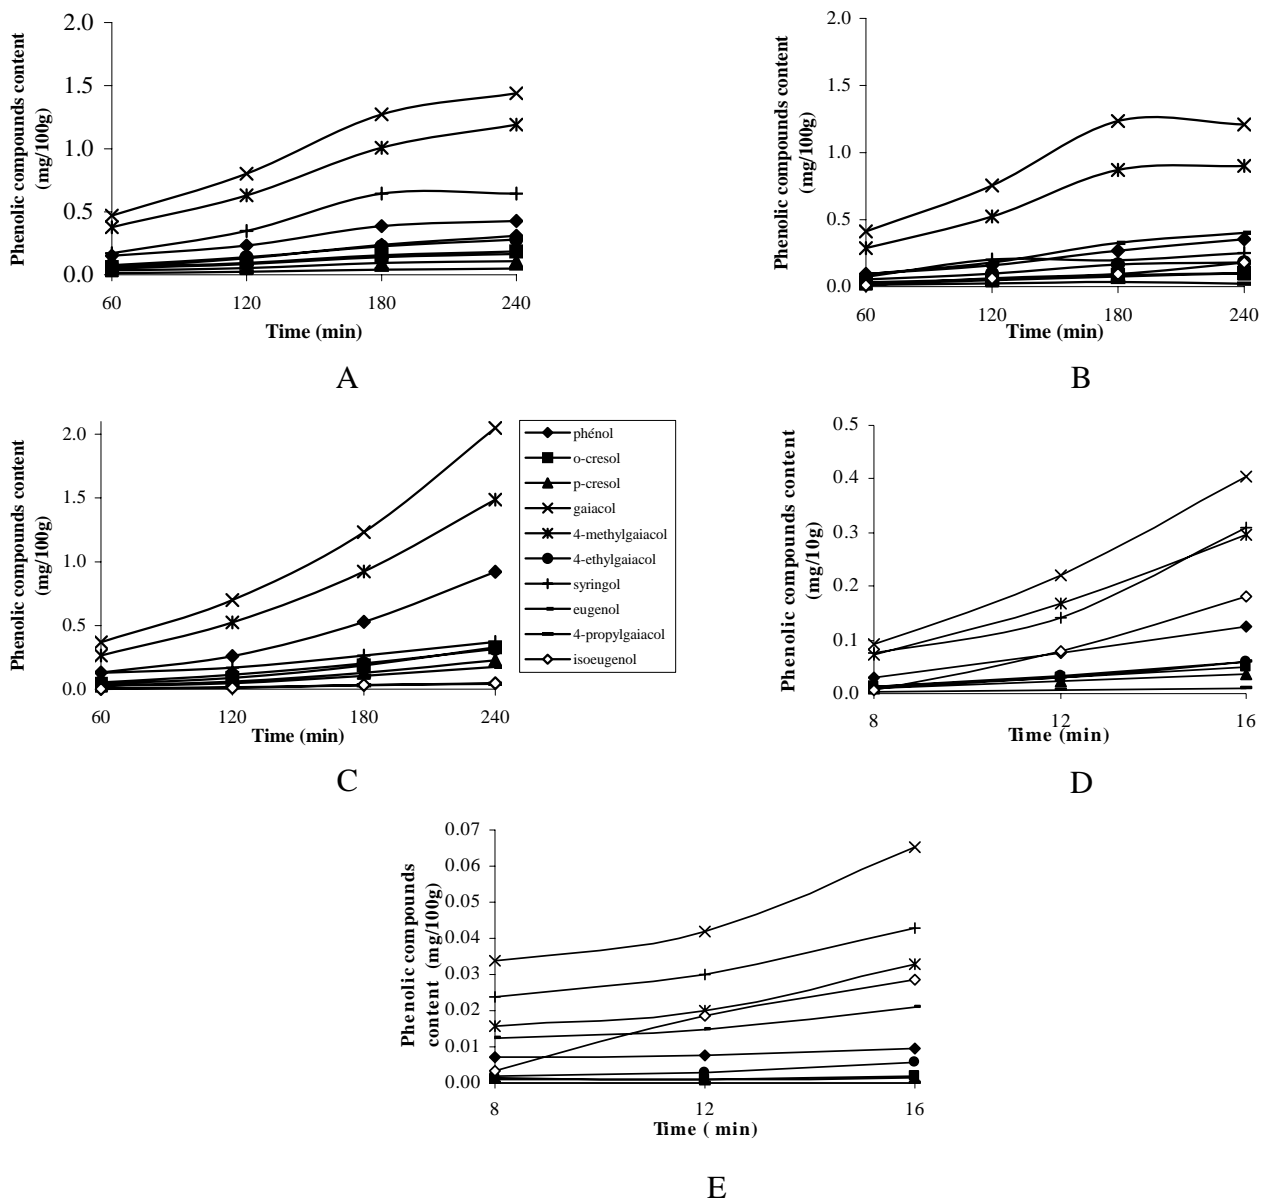 Phenolic compounds content
(mg/100g)
2.0
1.5
1.0
0.5
0.0
60 120 180 240
Time (min)
A
Phenolic compounds content
(mg/100g)
2.0
1.5
1.0
0.5
0.0
60 120 180 240
Time (min)
B
Phenolic compounds content
(mg/100g)
2.0
1.5
1.0
0.5
0.0
60 120 180 240
Time (min)
C
phénol
o-cresol
p-cresol
gaiacol
4-methylgaiacol
4-ethylgaiacol
syringol
eugenol
4-propylgaiacol
isoeugenol
Phenolic compounds content
(mg/10g)
0.5
0.4
0.3
0.2
0.1
0.0
8 12 16
Time (min)
D
Phenolic compounds
content (mg/100g)
0.07
0.06
0.05
0.04
0.03
0.02
0.01
0.00
8 12 16
Time ( min)
E